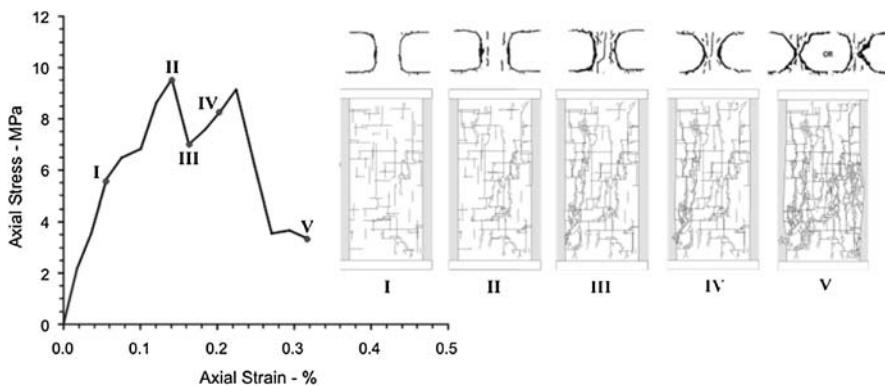 12
10
8
6
4
2
0
Axial Stress - MPa
I
II
III
IV
V
0.0 0.1 0.2 0.3 0.4 0.5
Axial Strain - %
OR
I II III IV V